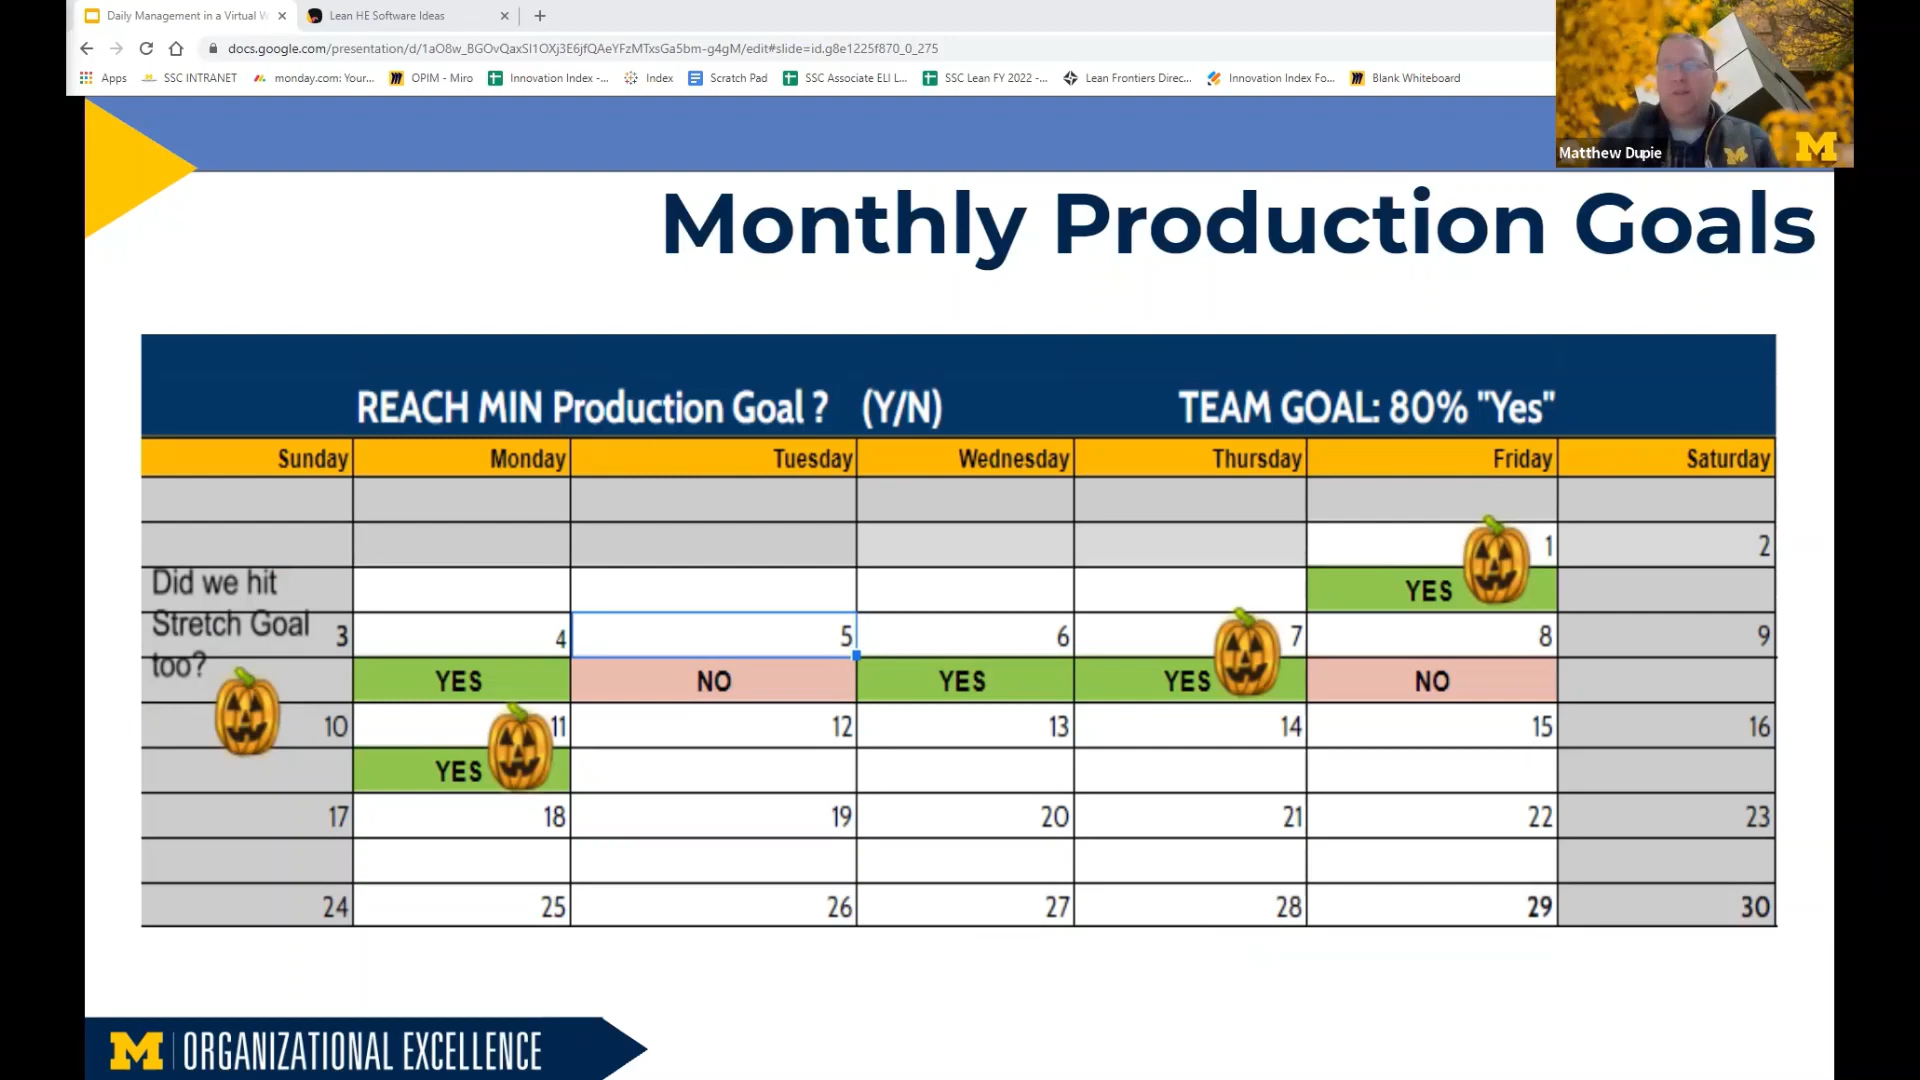 Daily Management in a Virtual W
Lean HE Software Ideas
docs.google.com/presentation/d/1aO8w_BGOvQaxSI1OXj3E6jfQAeYFzMTxsGa5bm-g4gM/edit#slide=id.g8e1225f870_0_275
Apps SSC INTRANET monday.com: Your... OPIM - Miro Innovation Index -... Index Scratch Pad SSC Associate ELI L... SSC Lean FY 2022 -... Lean Frontiers Direc... Innovation Index Fo... Blank Whiteboard
Matthew Dupie
M
Monthly Production Goals
REACH MIN Production Goal ? (Y/N) TEAM GOAL: 80% "Yes"
Sunday Monday Tuesday Wednesday Thursday Friday Saturday
1 2
YES
Did we hit
Stretch Goal
too?
3 4 5 6 7 8 9
YES NO YES YES NO
10 11 12 13 14 15 16
YES
17 18 19 20 21 22 23
24 25 26 27 28 29 30
M ORGANIZATIONAL EXCELLENCE